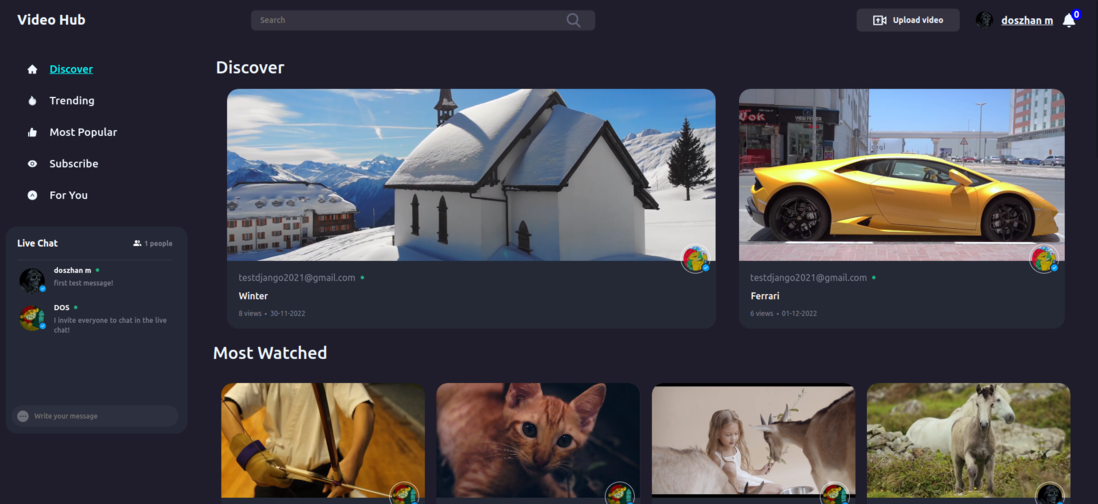 Video Hub
Search
Upload video
doszhan m
0
Discover
Trending
Most Popular
Subscribe
For You
Live Chat
1 people
doszhan m
first test message!
DOS
I invite everyone to chat in the live
chat!
Write your message
Discover
testdjango2021@gmail.com
Winter
8 views • 30-11-2022
Wok
testdjango2021@gmail.com
Ferrari
6 views • 01-12-2022
Most Watched